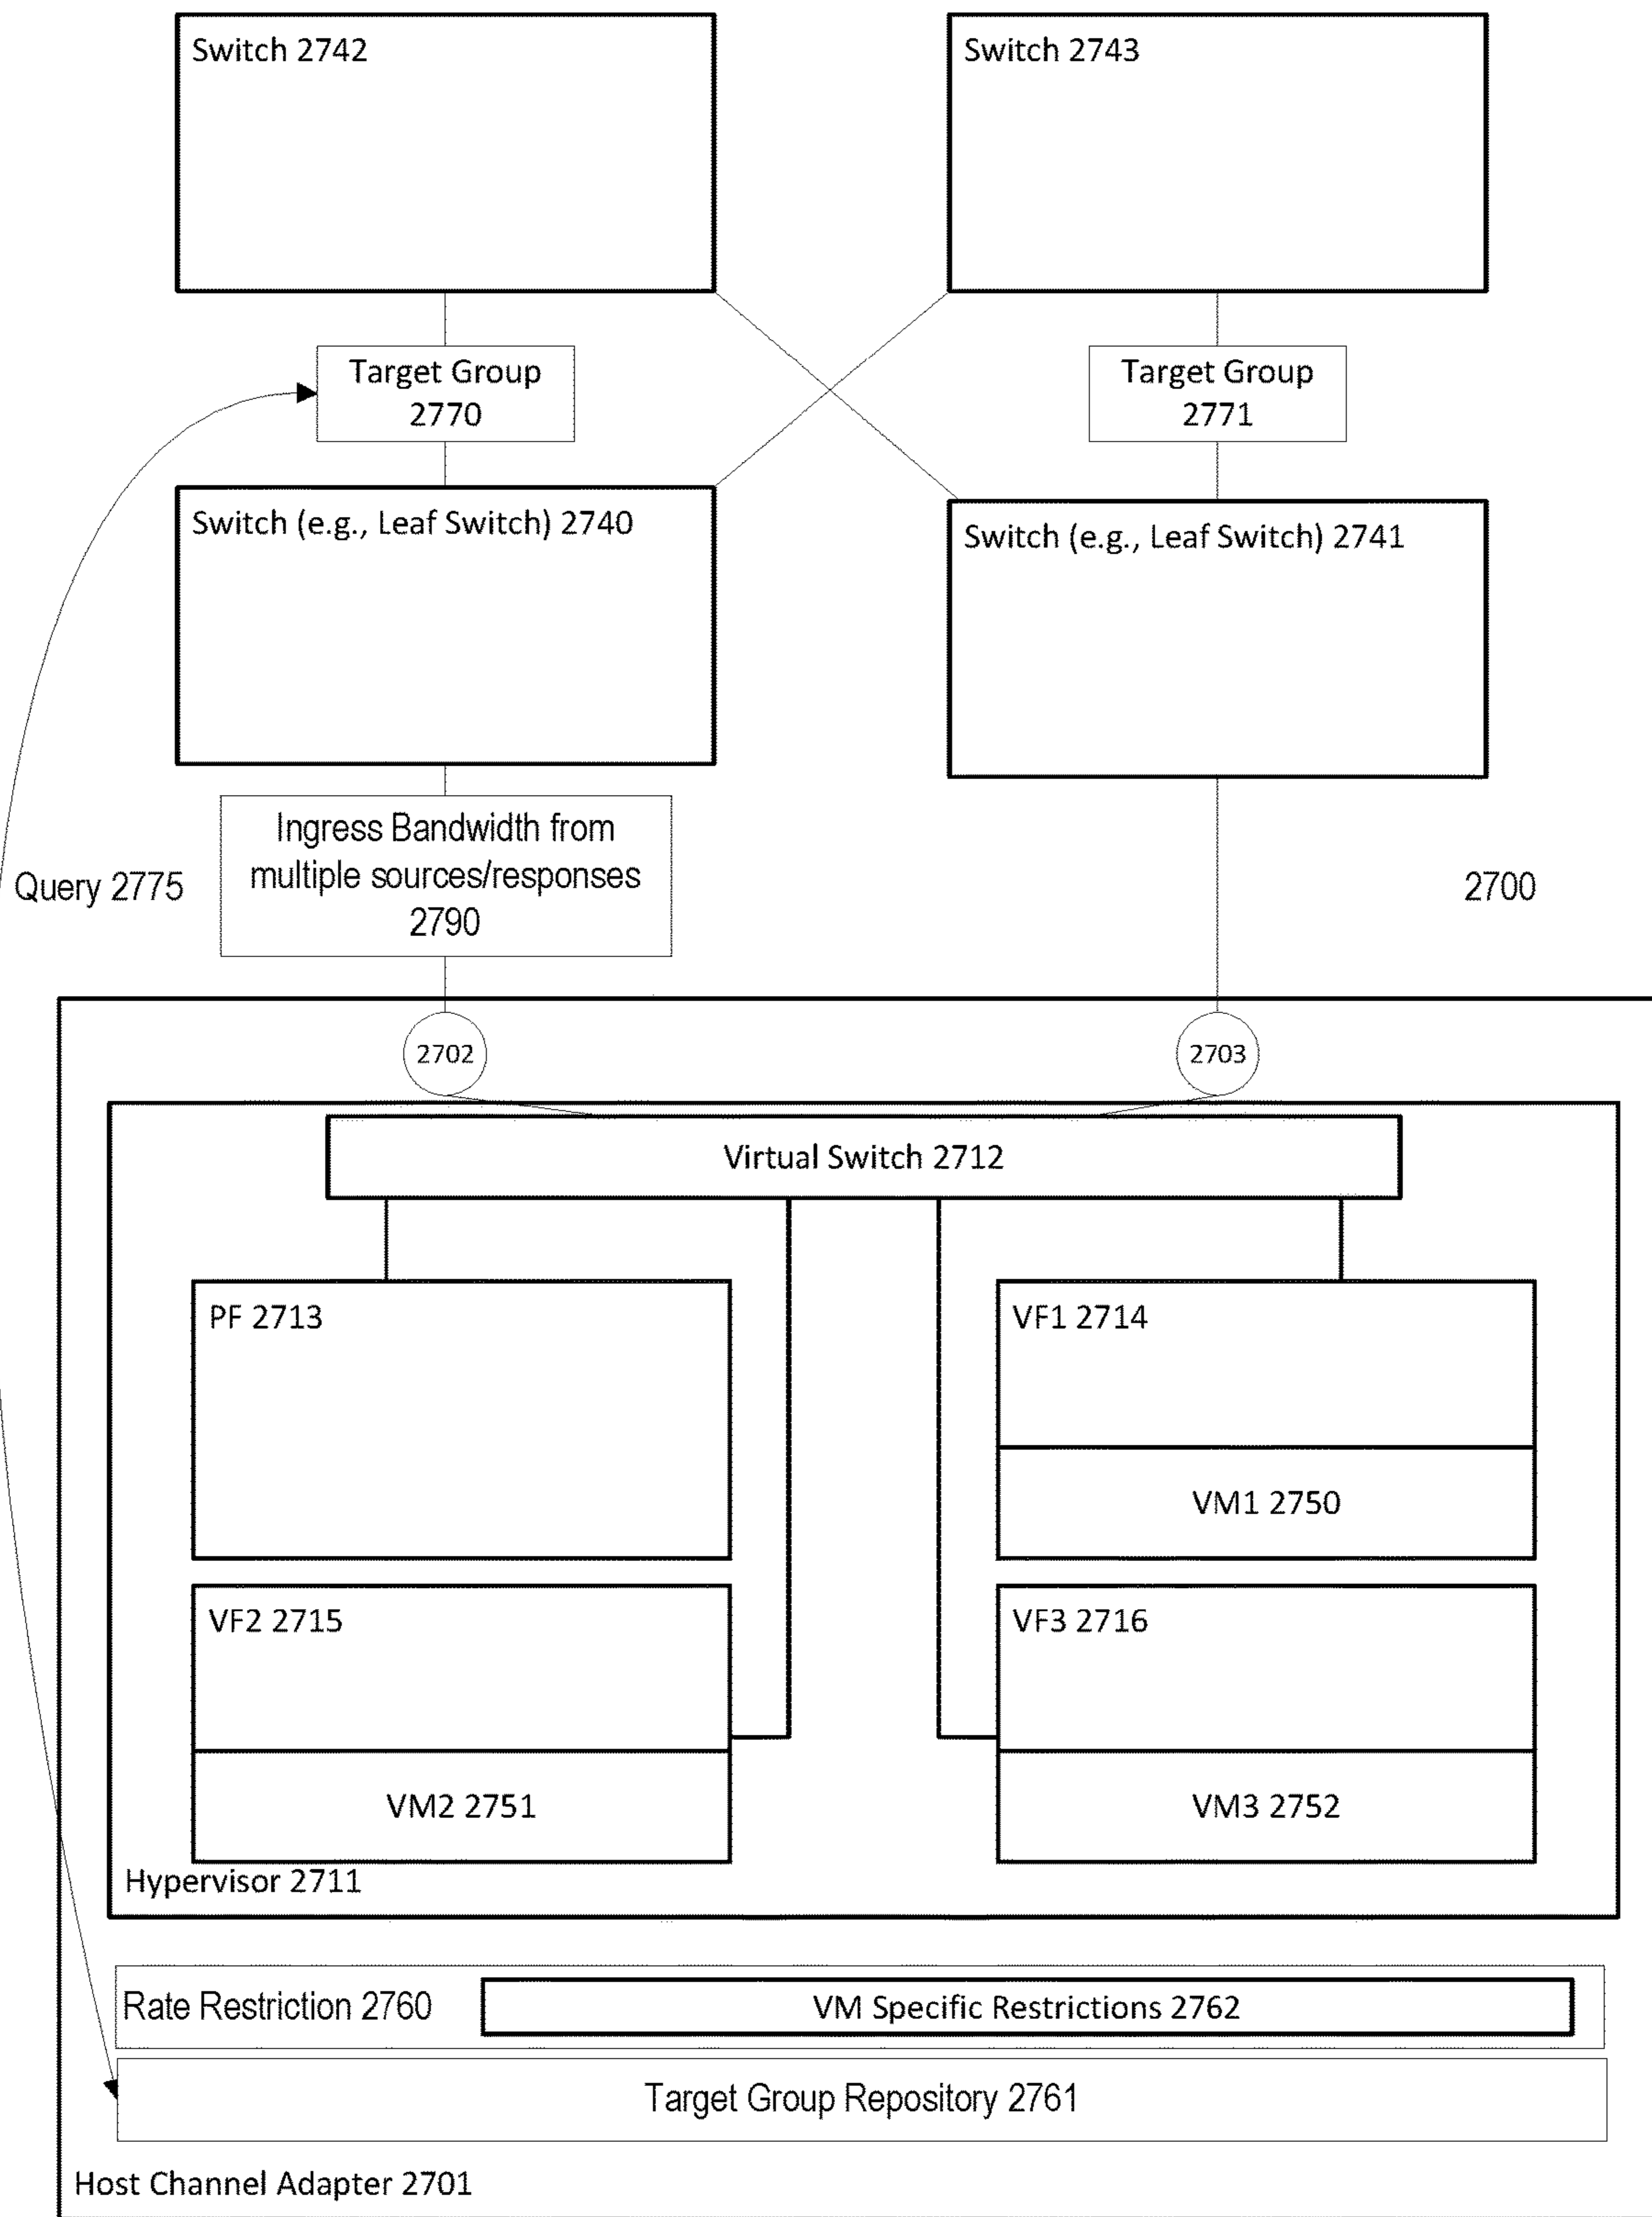 Switch 2742
Switch 2743
Target Group
2770
Target Group
2771
Switch (e.g., Leaf Switch) 2740
Switch (e.g., Leaf Switch) 2741
Ingress Bandwidth from
multiple sources/responses
2790
Query 2775
2700
2702
2703
Virtual Switch 2712
PF 2713
VF1 2714
VM1 2750
VF2 2715
VF3 2716
VM2 2751
VM3 2752
Hypervisor 2711
Rate Restriction 2760
VM Specific Restrictions 2762
Target Group Repository 2761
Host Channel Adapter 2701